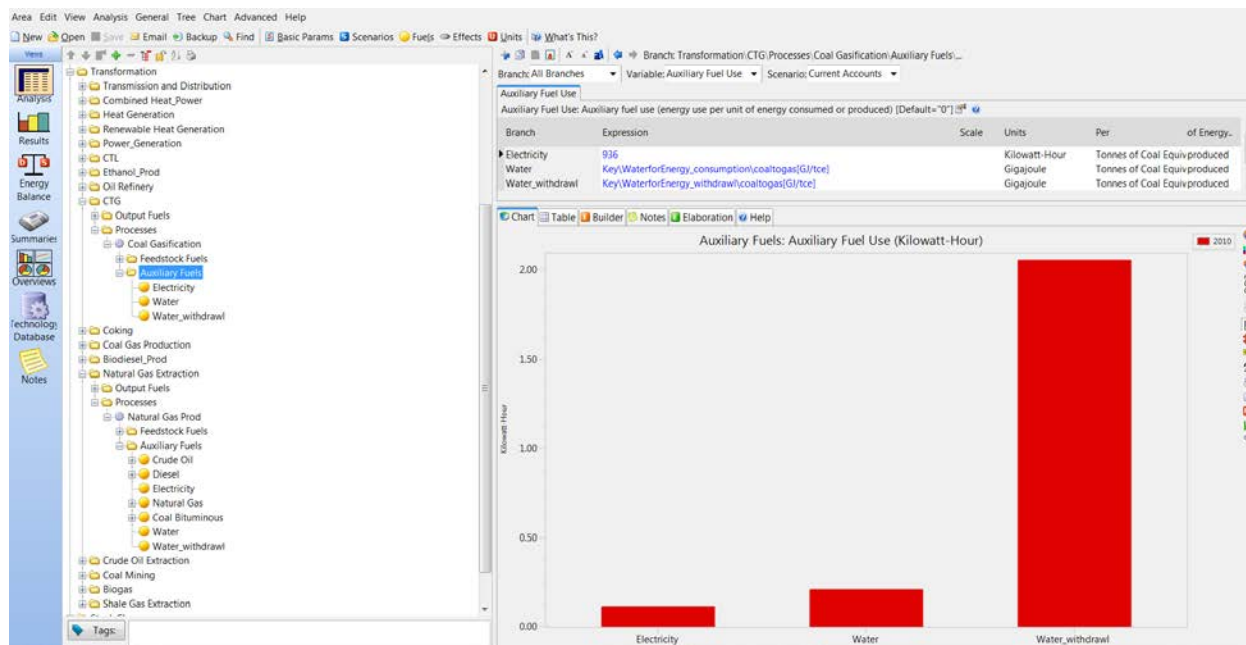 Area Edit View Analysis General Tree Chart Advanced Help
New Open Save Email Backup Find Basic Params Scenarios Fuels Effects Units What's This?
Views
Analysis
Results
Energy Balance
Summaries
Overviews
Technology Database
Notes
Transformation
Transmission and Distribution
Combined Heat_Power
Heat Generation
Renewable Heat Generation
Power_Generation
CTL
Ethanol_Prod
Oil Refinery
CTG
Output Fuels
Processes
Coal Gasification
Feedstock Fuels
Auxiliary Fuels
Electricity
Water
Water_withdrawl
Coking
Coal Gas Production
Biodiesel_Prod
Natural Gas Extraction
Output Fuels
Processes
Natural Gas Prod
Feedstock Fuels
Auxiliary Fuels
Crude Oil
Diesel
Electricity
Natural Gas
Coal Bituminous
Water
Water_withdrawl
Crude Oil Extraction
Coal Mining
Biogas
Shale Gas Extraction
Tags:
Branch: Transformation\CTG\Processes\Coal Gasification\Auxiliary Fuels\...
Branch: All Branches Variable: Auxiliary Fuel Use Scenario: Current Accounts
Auxiliary Fuel Use
Auxiliary Fuel Use: Auxiliary fuel use (energy use per unit of energy consumed or produced) [Default="0"]
Branch Expression Scale Units Per of Energy..
Electricity 936 Kilowatt-Hour Tonnes of Coal Equiv produced
Water Key\WaterforEnergy_consumption\coaltogas[GJ/tce] Gigajoule Tonnes of Coal Equiv produced
Water_withdrawl Key\WaterforEnergy_withdrawl\coaltogas[GJ/tce] Gigajoule Tonnes of Coal Equiv produced
Chart Table Builder Notes Elaboration Help
Auxiliary Fuels: Auxiliary Fuel Use (Kilowatt-Hour)
2010
Kilowatt-Hour
2.00
1.50
1.00
0.50
0.00
Electricity Water Water_withdrawl